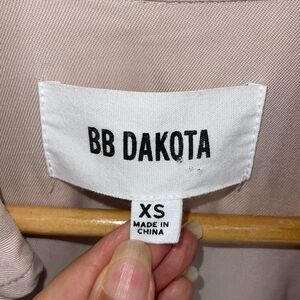 BB DAKOTA
XS
MADE IN
CHINA